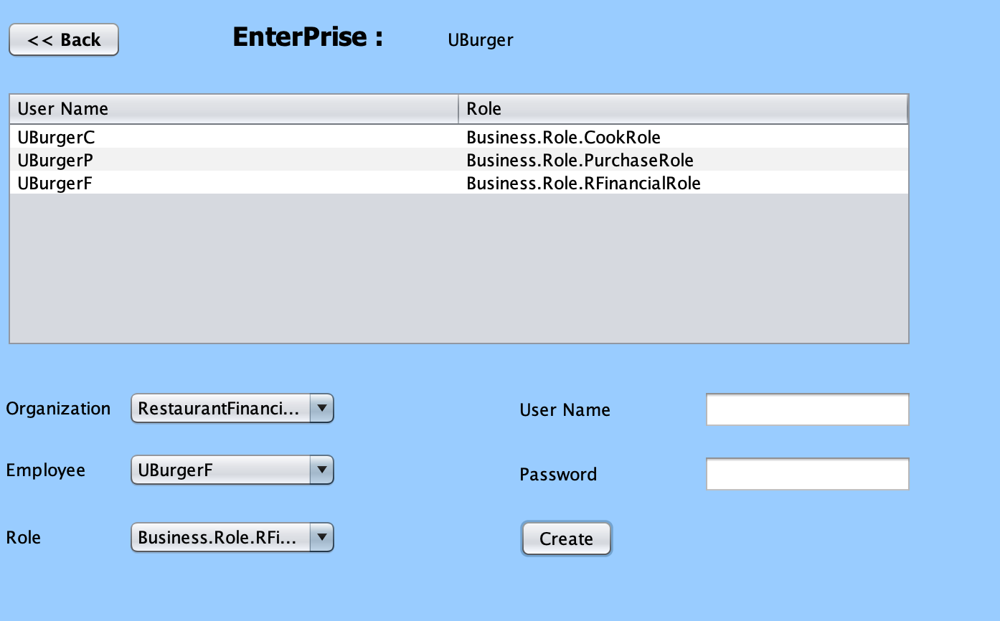 << Back
EnterPrise :
UBurger
User Name Role
UBurgerC Business.Role.CookRole
UBurgerP Business.Role.PurchaseRole
UBurgerF Business.Role.RFinancialRole
Organization RestaurantFinanci...
User Name
Employee UBurgerF
Password
Role Business.Role.RFi...
Create